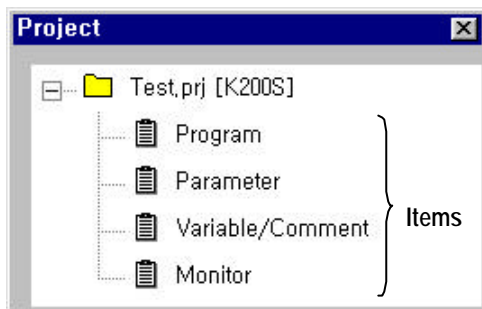 Project
Test.prj [K200S]
Program
Parameter
Items
Variable/Comment
Monitor